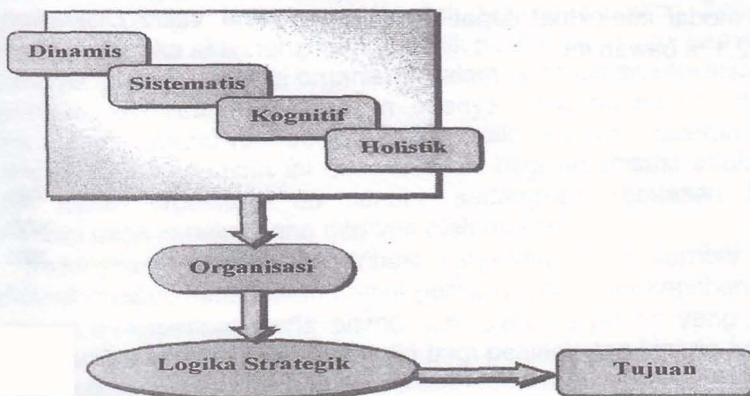 Dinamis
Sistematis
Kognitif
Holistik
Organisasi
Logika Strategik
Tujuan